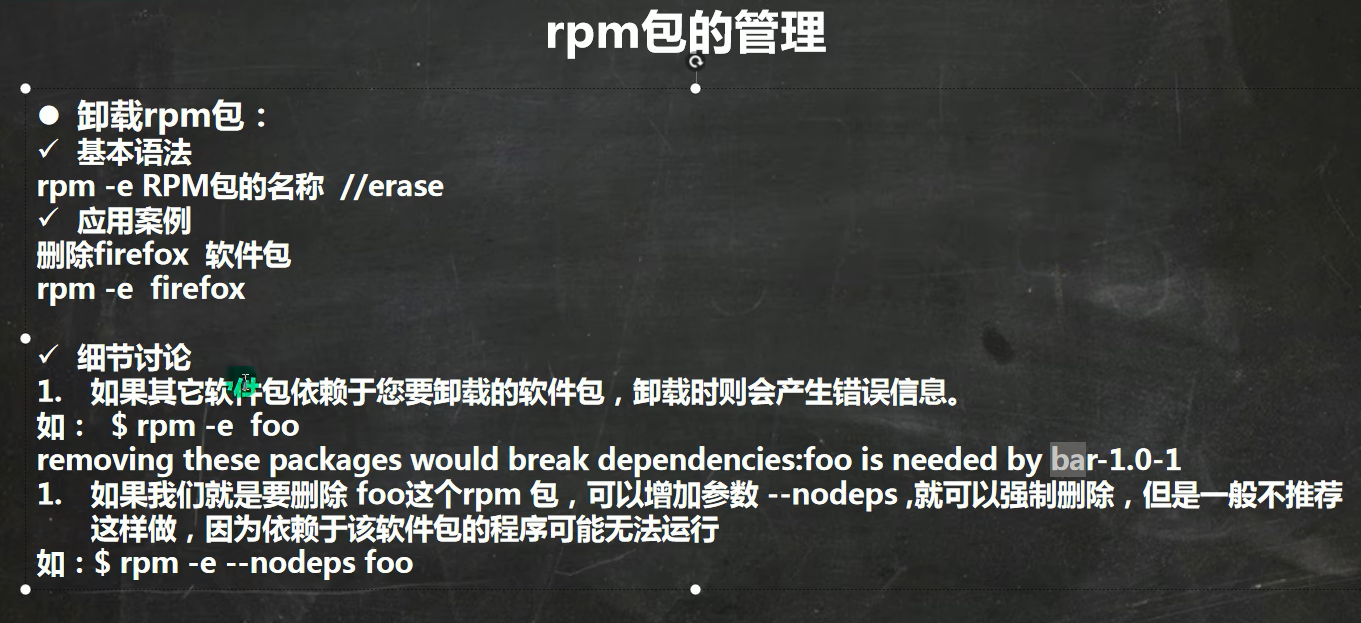 rpm包的管理
● 卸载rpm包：
✓ 基本语法
rpm -e RPM包的名称 //erase
✓ 应用案例
删除firefox 软件包
rpm -e firefox
✓ 细节讨论
1. 如果其它软件包依赖于您要卸载的软件包，卸载时则会产生错误信息。
如： $ rpm -e foo
removing these packages would break dependencies:foo is needed by bar-1.0-1
1. 如果我们就是要删除 foo这个rpm 包，可以增加参数 --nodeps ,就可以强制删除，但是一般不推荐
这样做，因为依赖于该软件包的程序可能无法运行
如：$ rpm -e --nodeps foo